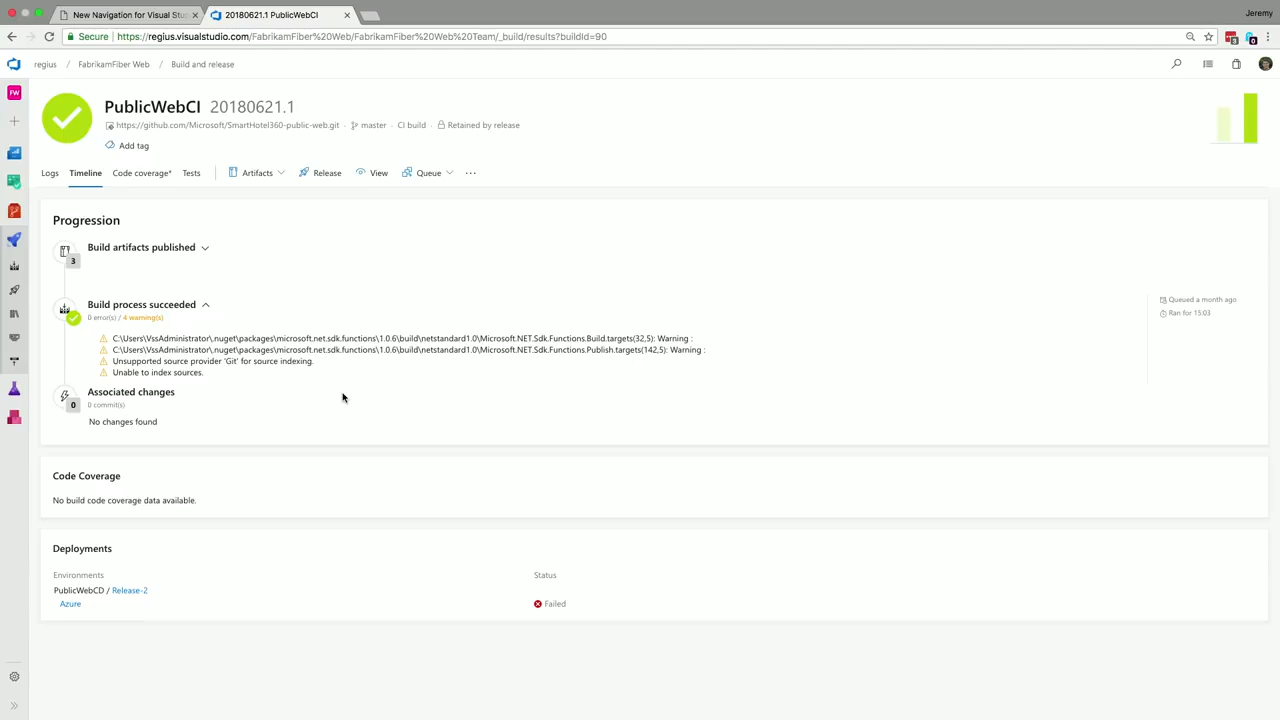 Jeremy
New Navigation for Visual Stu
20180621.1 PublicWebCI
Secure
https://regius.visualstudio.com/FabrikamFiber%20Web/FabrikamFiber%20Web%20Team/_build/results?buildId=90
regius / FabrikamFiber Web / Build and release
FW
PublicWebCI 20180621.1
https://github.com/Microsoft/SmartHotel360-public-web.git · master · CI build · Retained by release
Add tag
Logs Timeline Code coverage* Tests Artifacts Release View Queue ···
Progression
Build artifacts published
3
Build process succeeded
0 error(s) / 4 warning(s)
Queued a month ago
Ran for 15:03
C:\Users\VssAdministrator\.nuget\packages\microsoft.net.sdk.functions\1.0.6\build\netstandard1.0\Microsoft.NET.Sdk.Functions.Build.targets(32,5): Warning :
C:\Users\VssAdministrator\.nuget\packages\microsoft.net.sdk.functions\1.0.6\build\netstandard1.0\Microsoft.NET.Sdk.Functions.Publish.targets(142,5): Warning :
Unsupported source provider 'Git' for source indexing.
Unable to index sources.
Associated changes
0
0 commit(s)
No changes found
Code Coverage
No build code coverage data available.
Deployments
Environments Status
PublicWebCD / Release-2
Azure Failed